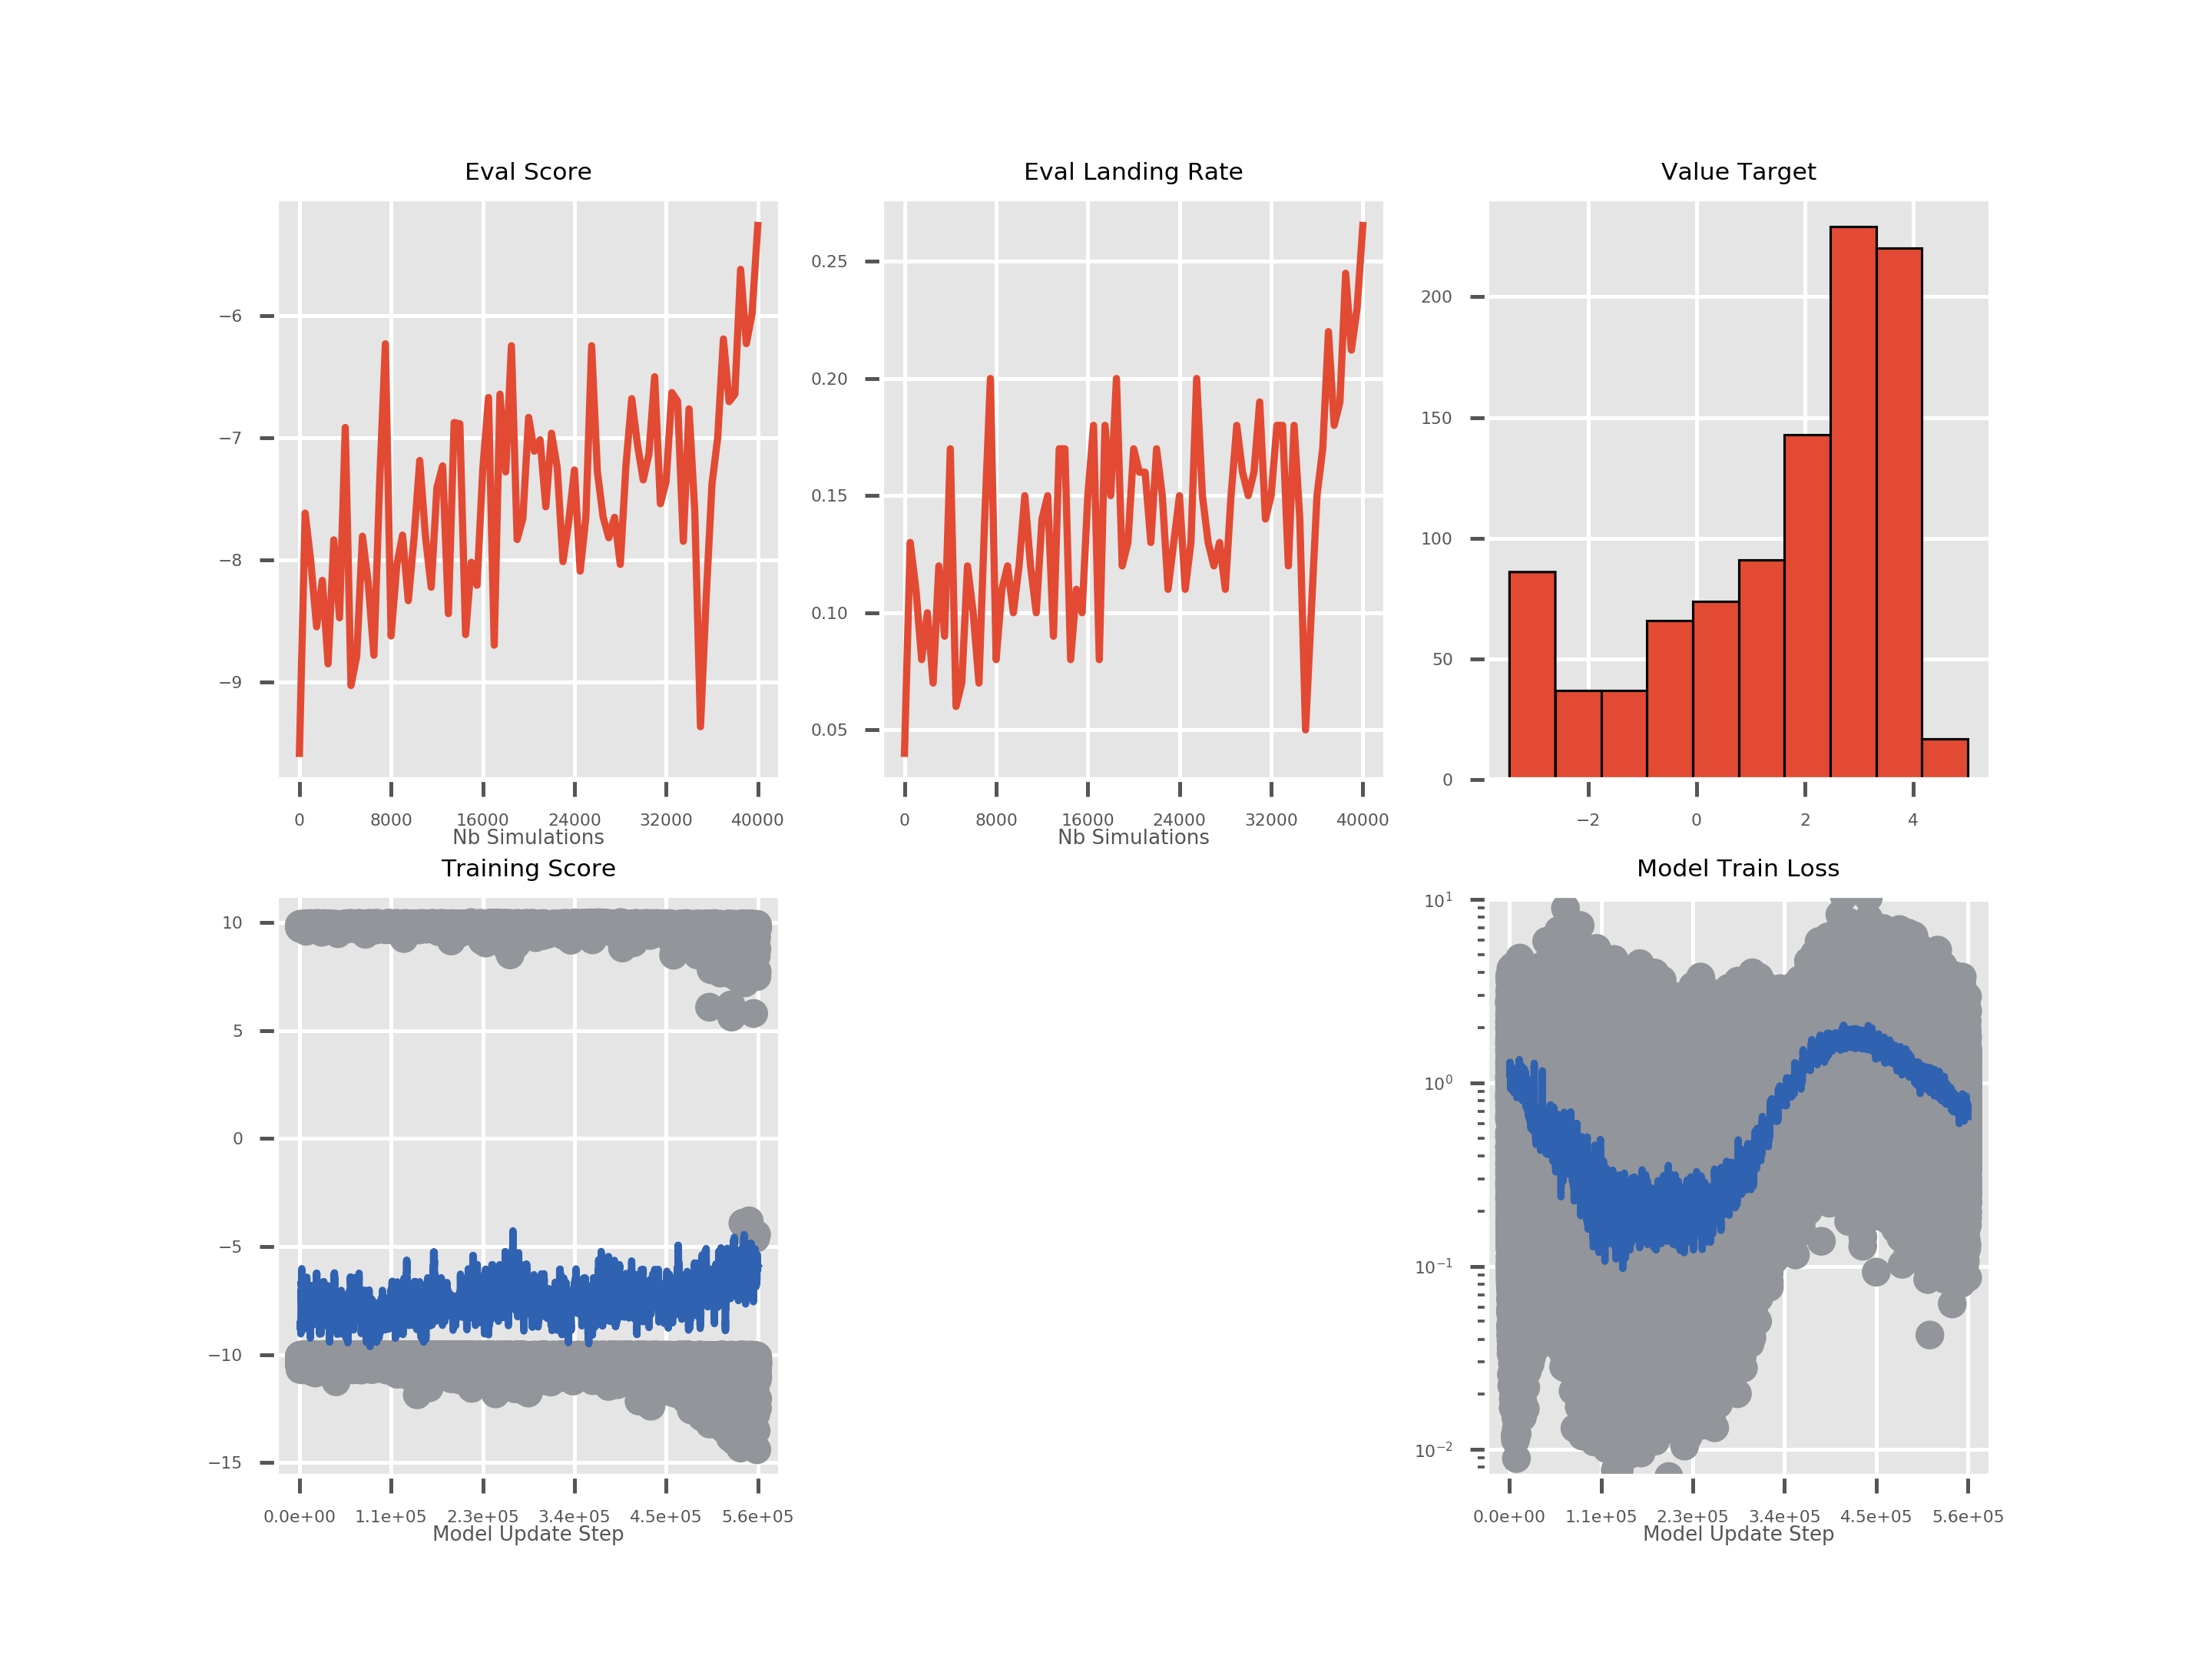 Eval Score
−6
−7
−8
−9
0 8000 16000 24000 32000 40000
Nb Simulations
Eval Landing Rate
0.25
0.20
0.15
0.10
0.05
0 8000 16000 24000 32000 40000
Nb Simulations
Value Target
200
150
100
50
0
−2 0 2 4
Training Score
10
5
0
−5
−10
−15
0.0e+00 1.1e+05 2.3e+05 3.4e+05 4.5e+05 5.6e+05
Model Update Step
Model Train Loss
10¹
10⁰
10⁻¹
10⁻²
0.0e+00 1.1e+05 2.3e+05 3.4e+05 4.5e+05 5.6e+05
Model Update Step